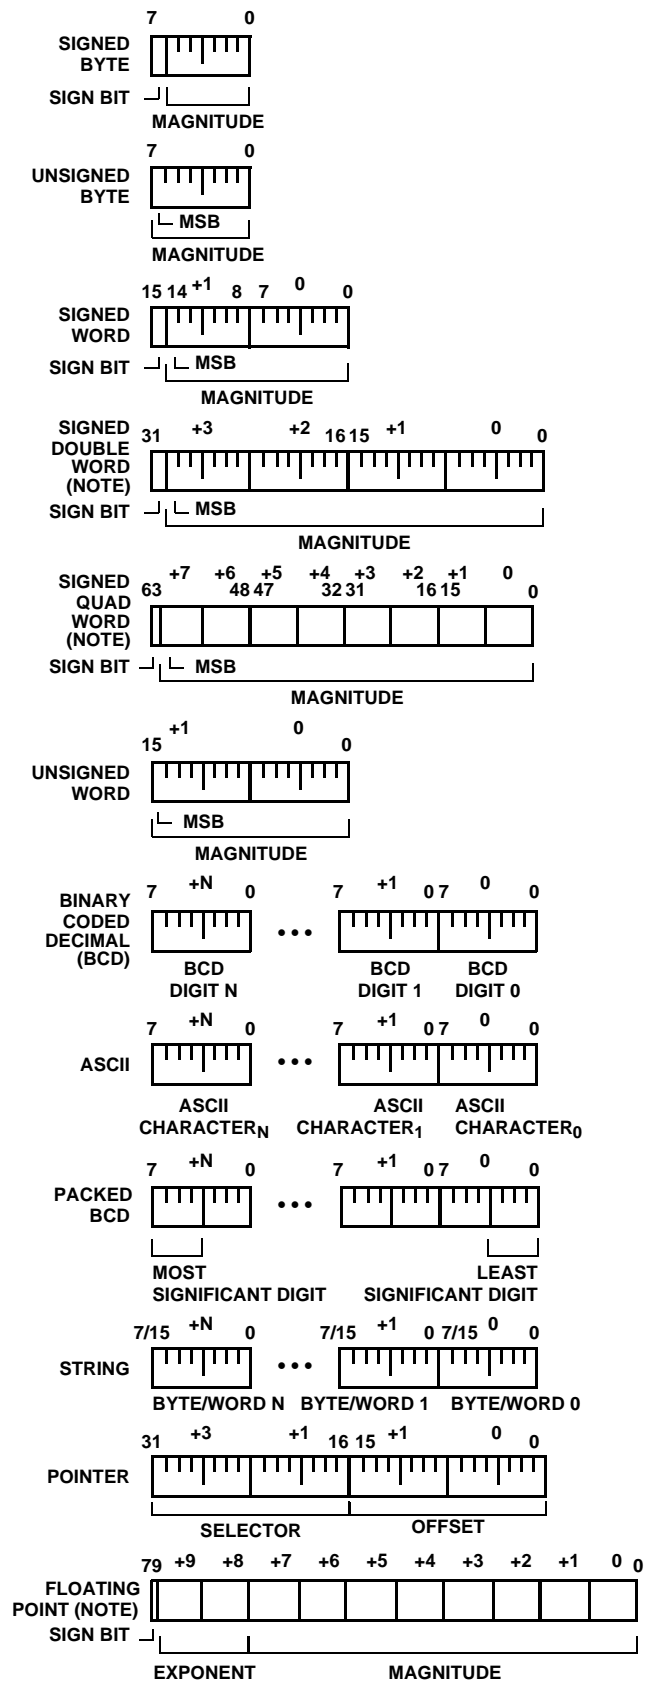 7 0
SIGNED
BYTE
SIGN BIT
MAGNITUDE
7 0
UNSIGNED
BYTE
MSB
MAGNITUDE
15 14 +1 8 7 0 0
SIGNED
WORD
SIGN BIT MSB
MAGNITUDE
SIGNED
DOUBLE
WORD
(NOTE)
31 +3 +2 16 15 +1 0 0
SIGN BIT MSB
MAGNITUDE
SIGNED
QUAD
WORD
(NOTE)
+7 +6 +5 +4 +3 +2 +1 0
63 48 47 32 31 16 15 0
SIGN BIT MSB
MAGNITUDE
+1 0
15 0
UNSIGNED
WORD
MSB
MAGNITUDE
BINARY
CODED
DECIMAL
(BCD)
7 +N 0 ••• 7 +1 0 7 0 0
BCD
DIGIT N
BCD
DIGIT 1
BCD
DIGIT 0
7 +N 0 7 +1 0 7 0 0
ASCII •••
ASCII
CHARACTERN
ASCII
CHARACTER1
ASCII
CHARACTER0
7 +N 0 7 +1 0 7 0 0
PACKED
BCD
•••
MOST
SIGNIFICANT DIGIT
LEAST
SIGNIFICANT DIGIT
7/15 +N 0 7/15 +1 0 7/15 0 0
STRING •••
BYTE/WORD N BYTE/WORD 1 BYTE/WORD 0
31 +3 +1 16 15 +1 0 0
POINTER
SELECTOR OFFSET
79 +9 +8 +7 +6 +5 +4 +3 +2 +1 0 0
FLOATING
POINT (NOTE)
SIGN BIT
EXPONENT MAGNITUDE